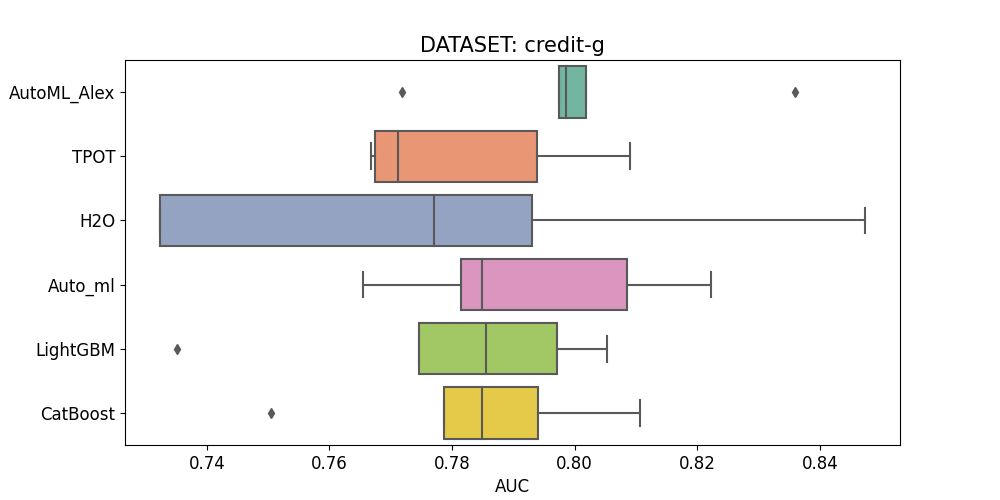 DATASET: credit-g
AutoML_Alex
TPOT
H2O
Auto_ml
LightGBM
CatBoost
0.74 0.76 0.78 0.80 0.82 0.84
AUC